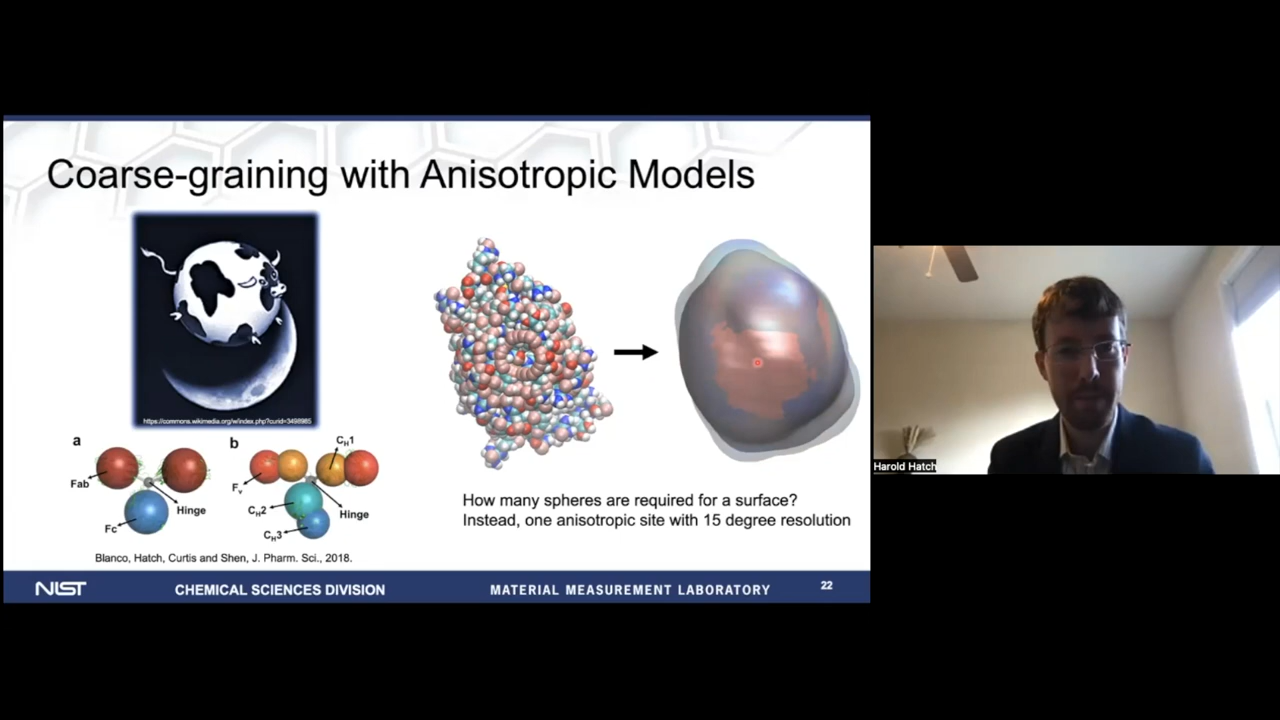 Coarse-graining with Anisotropic Models
https://commons.wikimedia.org/w/index.php?curid=3498985
a
Fab
Hinge
Fc
b
CH1
Fv
CH2
Hinge
CH3
Blanco, Hatch, Curtis and Shen, J. Pharm. Sci., 2018.
How many spheres are required for a surface?
Instead, one anisotropic site with 15 degree resolution
NIST
CHEMICAL SCIENCES DIVISION
MATERIAL MEASUREMENT LABORATORY
22
Harold Hatch